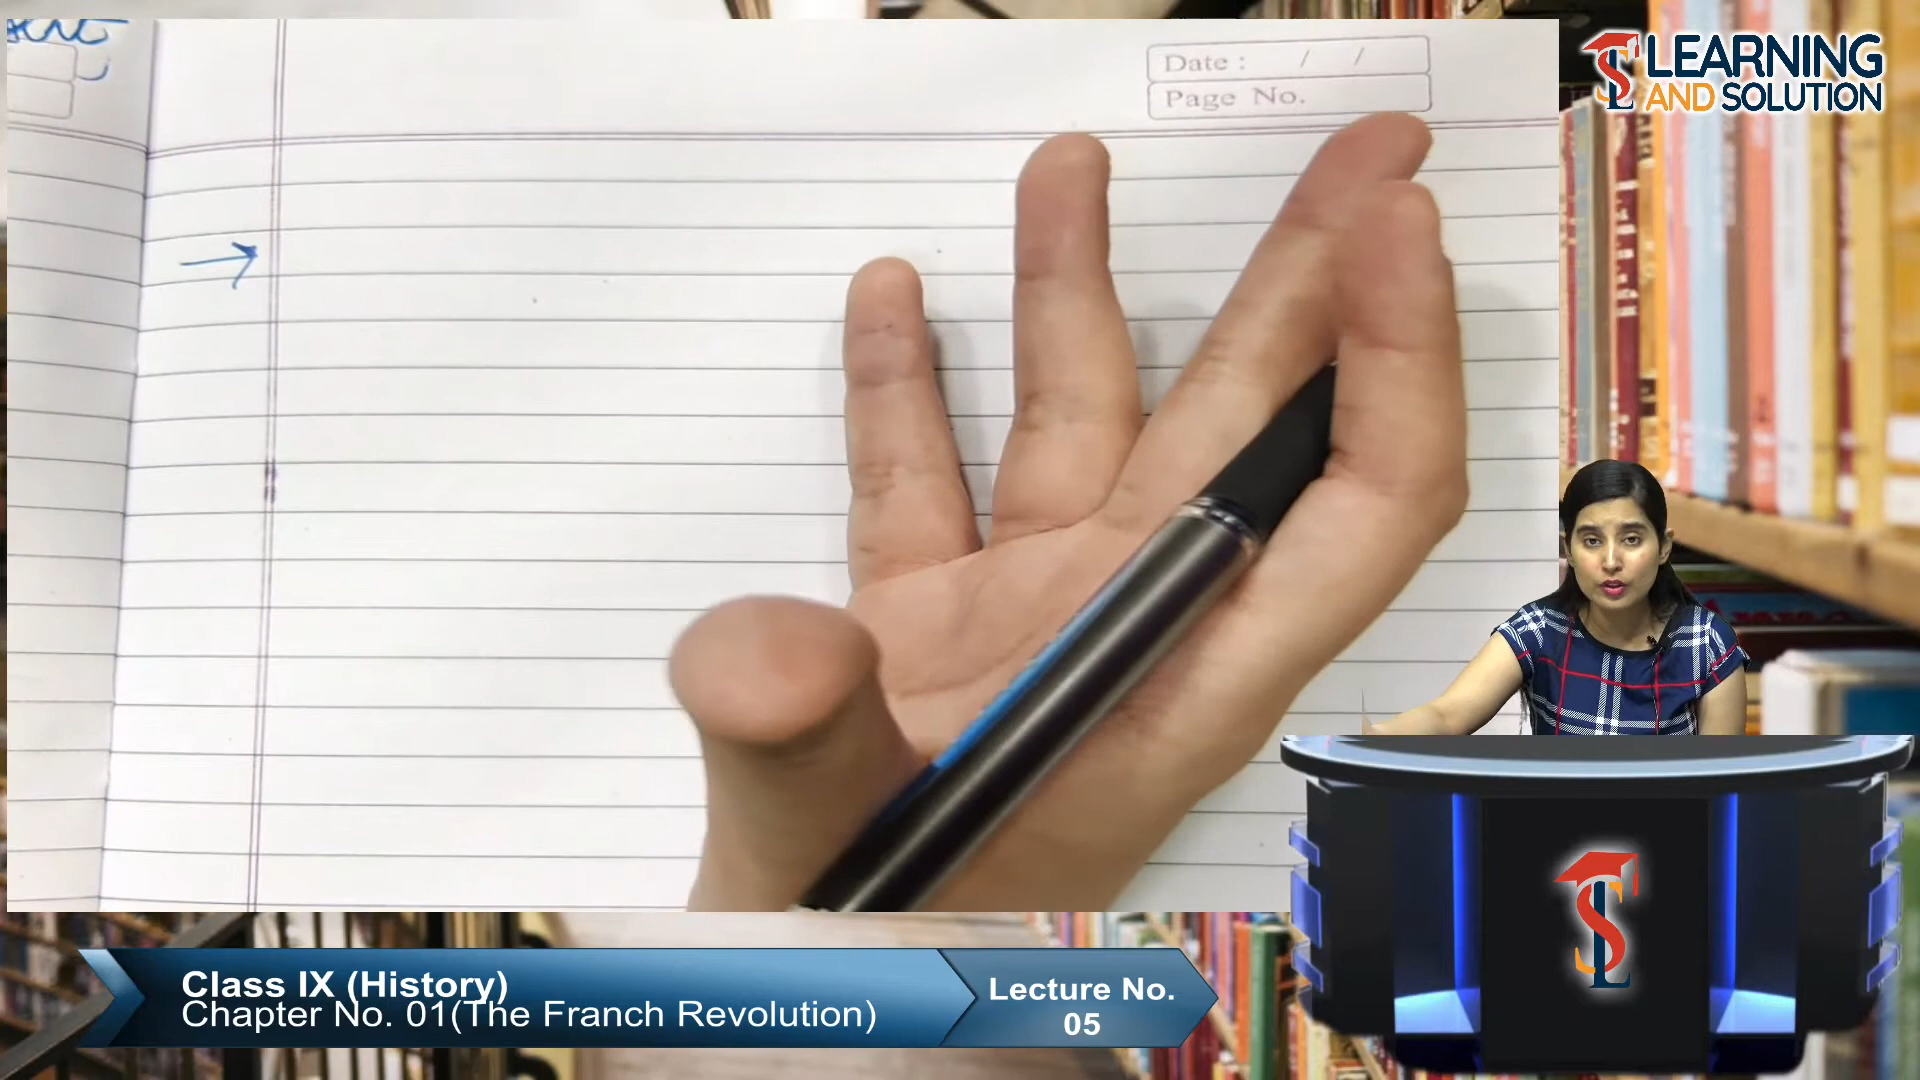 Date : / /
Page No.
LEARNING
AND SOLUTION
Class IX (History)
Chapter No. 01(The Franch Revolution)
Lecture No.
05